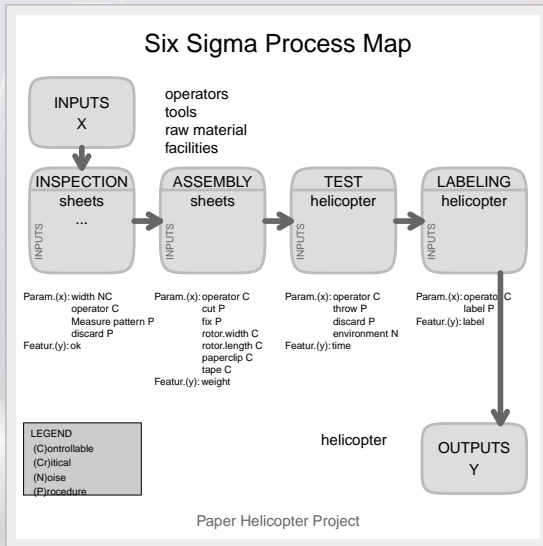 Six Sigma Process Map
INPUTS
X
operators
tools
raw material
facilities
INSPECTION
sheets
...
INPUTS
ASSEMBLY
sheets
INPUTS
TEST
helicopter
INPUTS
LABELING
helicopter
INPUTS
Param.(x): width NC
operator C
Measure pattern P
discard P
Featur.(y): ok
Param.(x): operator C
cut P
fix P
rotor.width C
rotor.length C
paperclip C
tape C
Featur.(y): weight
Param.(x): operator C
throw P
discard P
environment N
Featur.(y): time
Param.(x): operator C
label P
Featur.(y): label
LEGEND
(C)ontrollable
(Cr)itical
(N)oise
(P)rocedure
helicopter
OUTPUTS
Y
Paper Helicopter Project